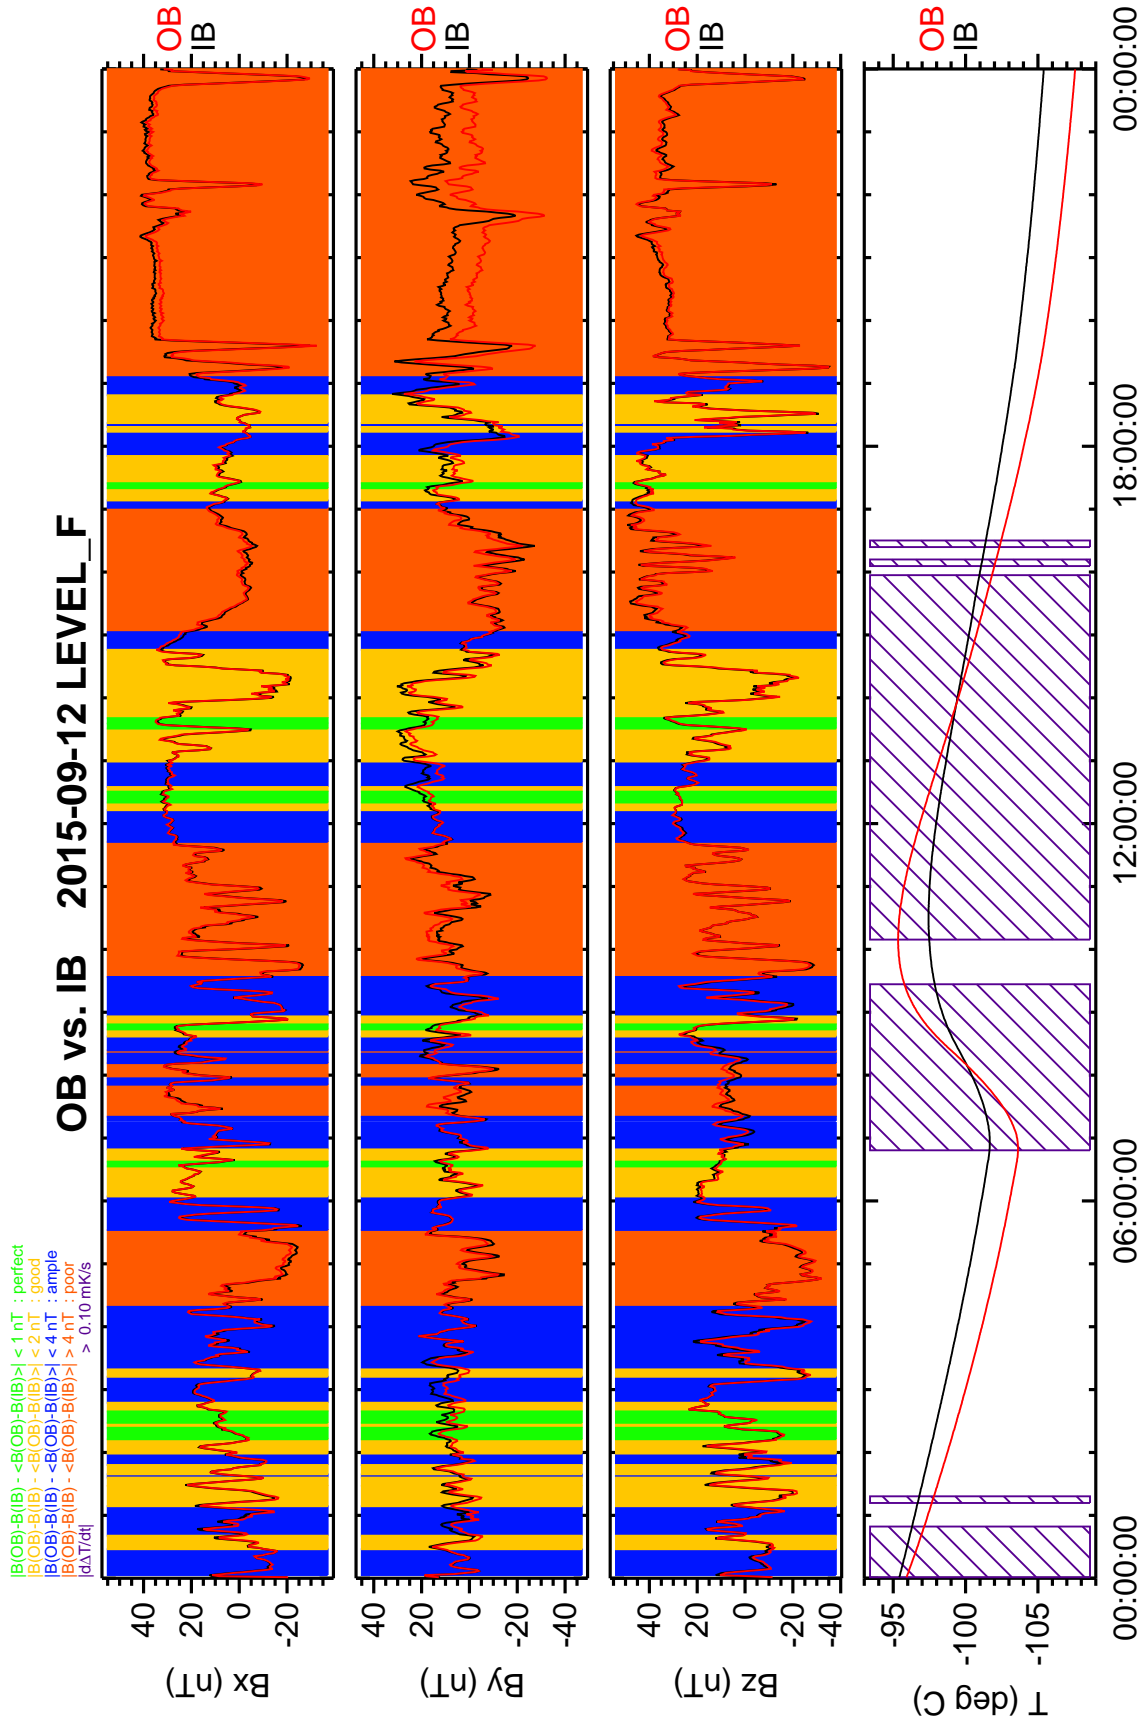 |B(OB)-B(IB) - <B(OB)-B(IB)>| < 1 nT : perfect
|B(OB)-B(IB) - <B(OB)-B(IB)>| < 2 nT : good
|B(OB)-B(IB) - <B(OB)-B(IB)>| < 4 nT : ample
|B(OB)-B(IB) - <B(OB)-B(IB)>| > 4 nT : poor
|dΔT/dt| > 0.10 mK/s
OB vs. IB 2015-09-12 LEVEL_F
Bx (nT)
40
20
0
-20
OB
IB
By (nT)
40
20
0
-20
-40
OB
IB
Bz (nT)
40
20
0
-20
-40
OB
IB
T (deg C)
-95
-100
-105
OB
IB
00:00:00
06:00:00
12:00:00
18:00:00
00:00:00